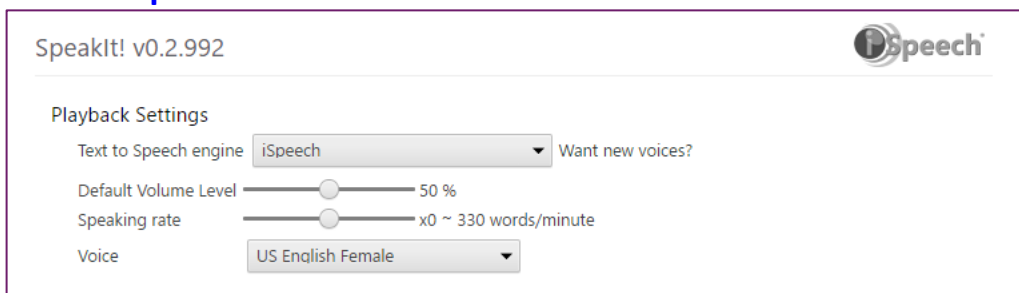 SpeakIt! v0.2.992
iSpeech
Playback Settings
Text to Speech engine iSpeech Want new voices?
Default Volume Level 50 %
Speaking rate x0 ~ 330 words/minute
Voice US English Female